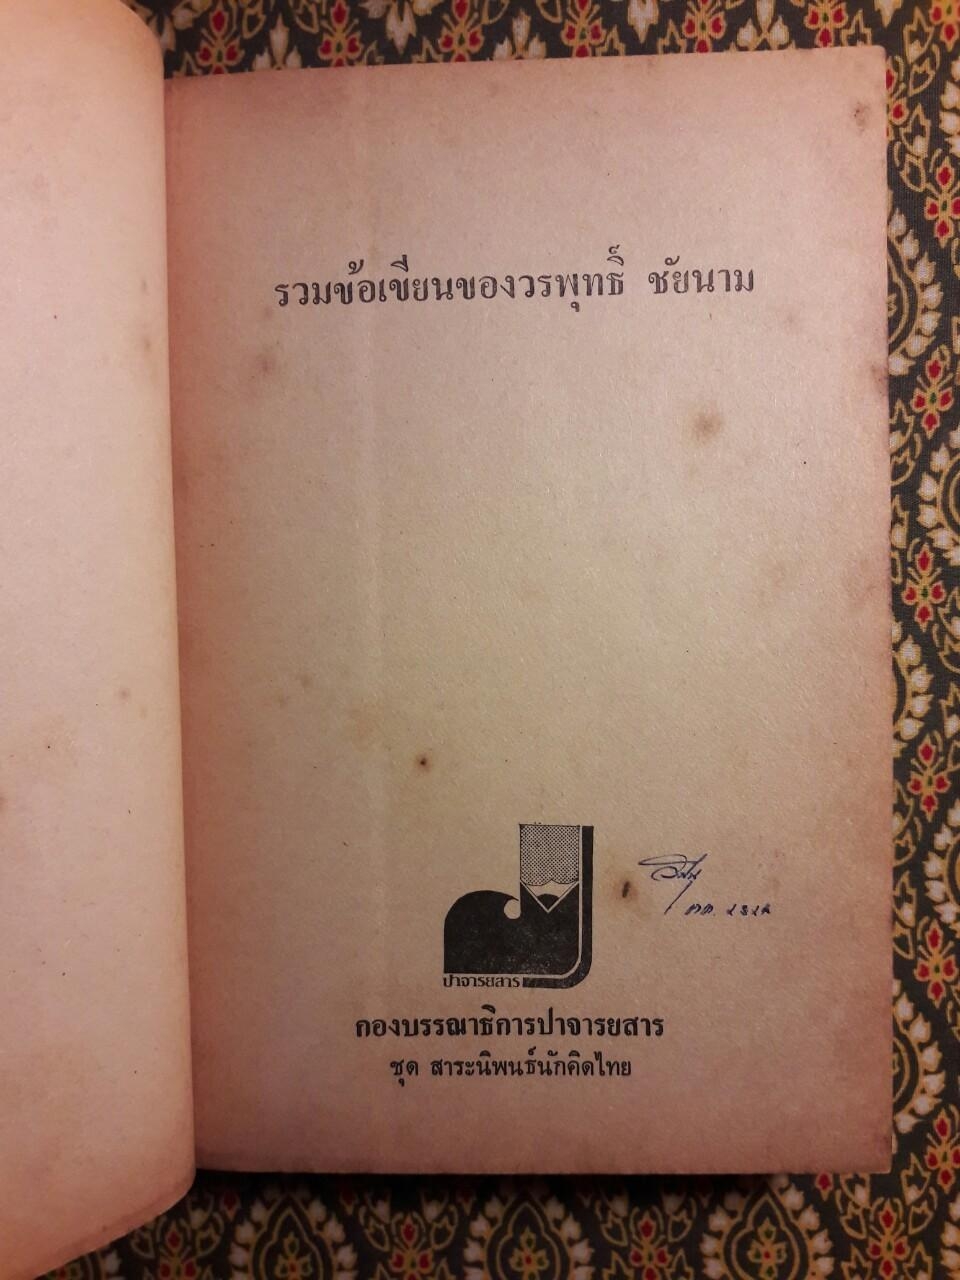 รวมข้อเขียนของวรพุทธิ์ ชัยนาม
ปาจารยสาร
กองบรรณาธิการปาจารยสาร
ชุด สาระนิพนธ์นักคิดไทย